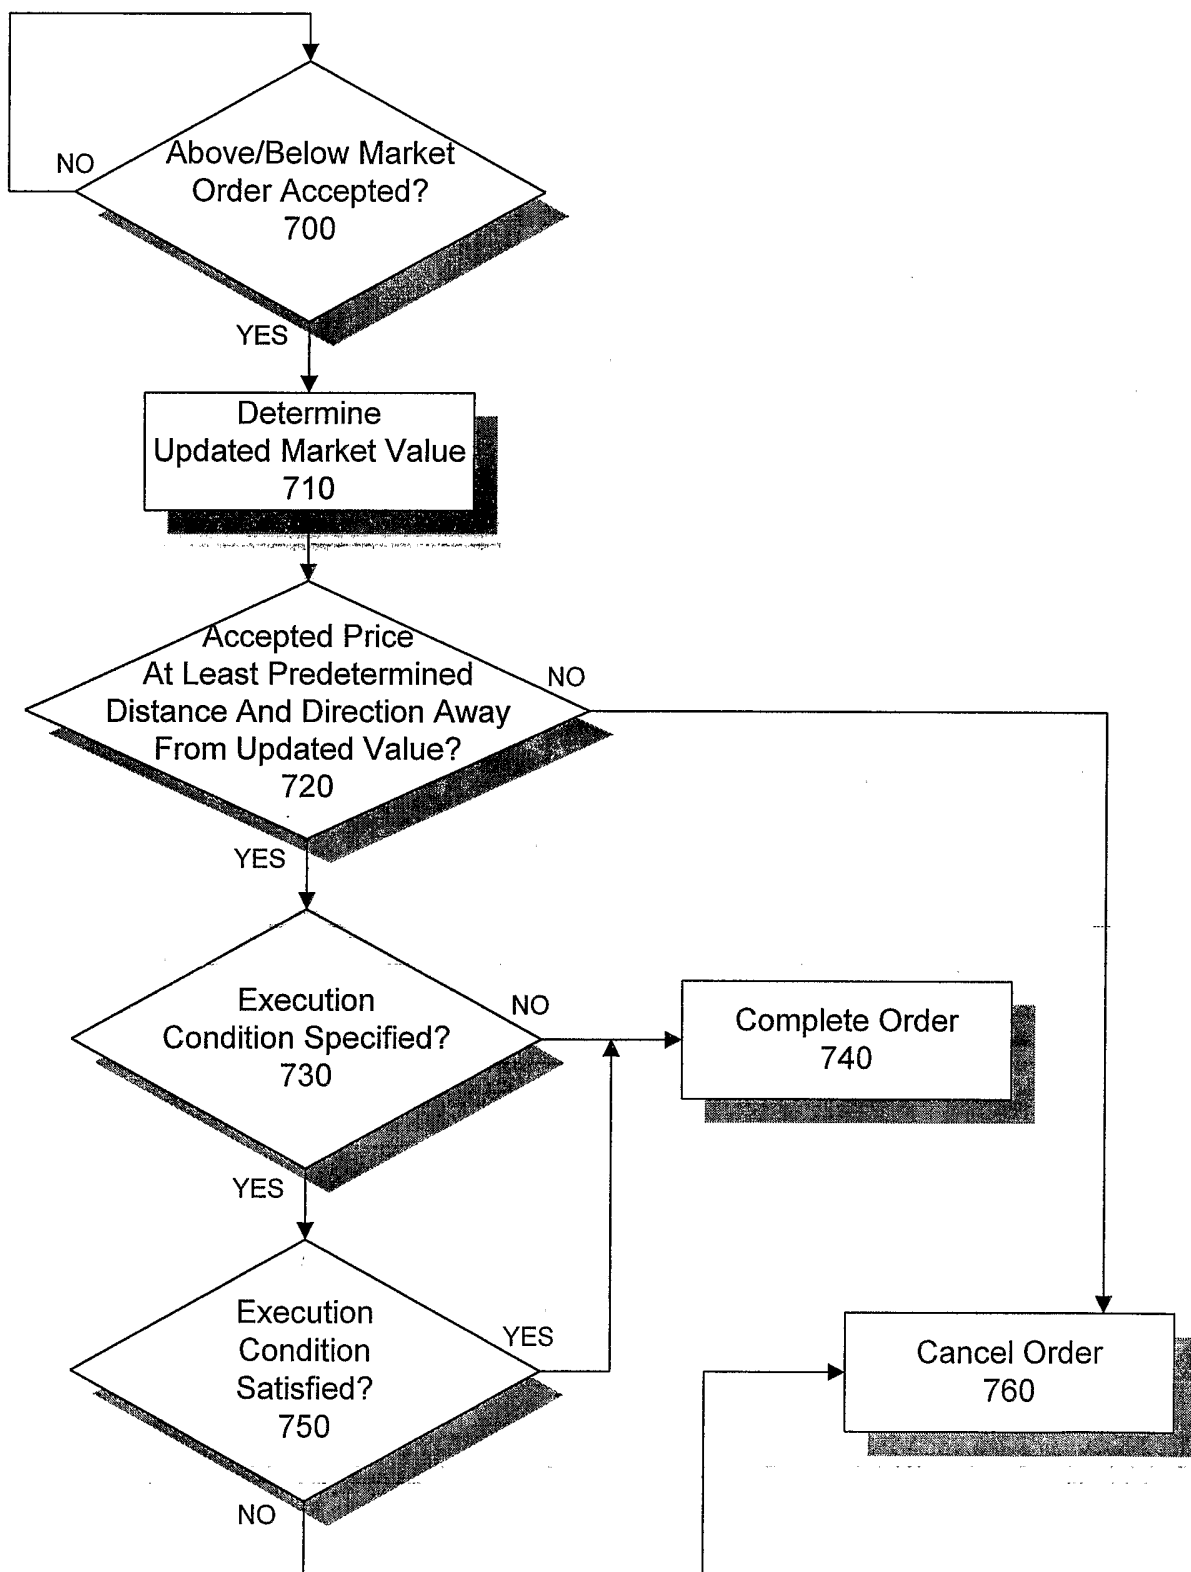 Above/Below Market
Order Accepted?
700
NO
YES
Determine
Updated Market Value
710
Accepted Price
At Least Predetermined
Distance And Direction Away
From Updated Value?
720
NO
YES
Execution
Condition Specified?
730
NO
Complete Order
740
YES
Execution
Condition
Satisfied?
750
YES
Cancel Order
760
NO